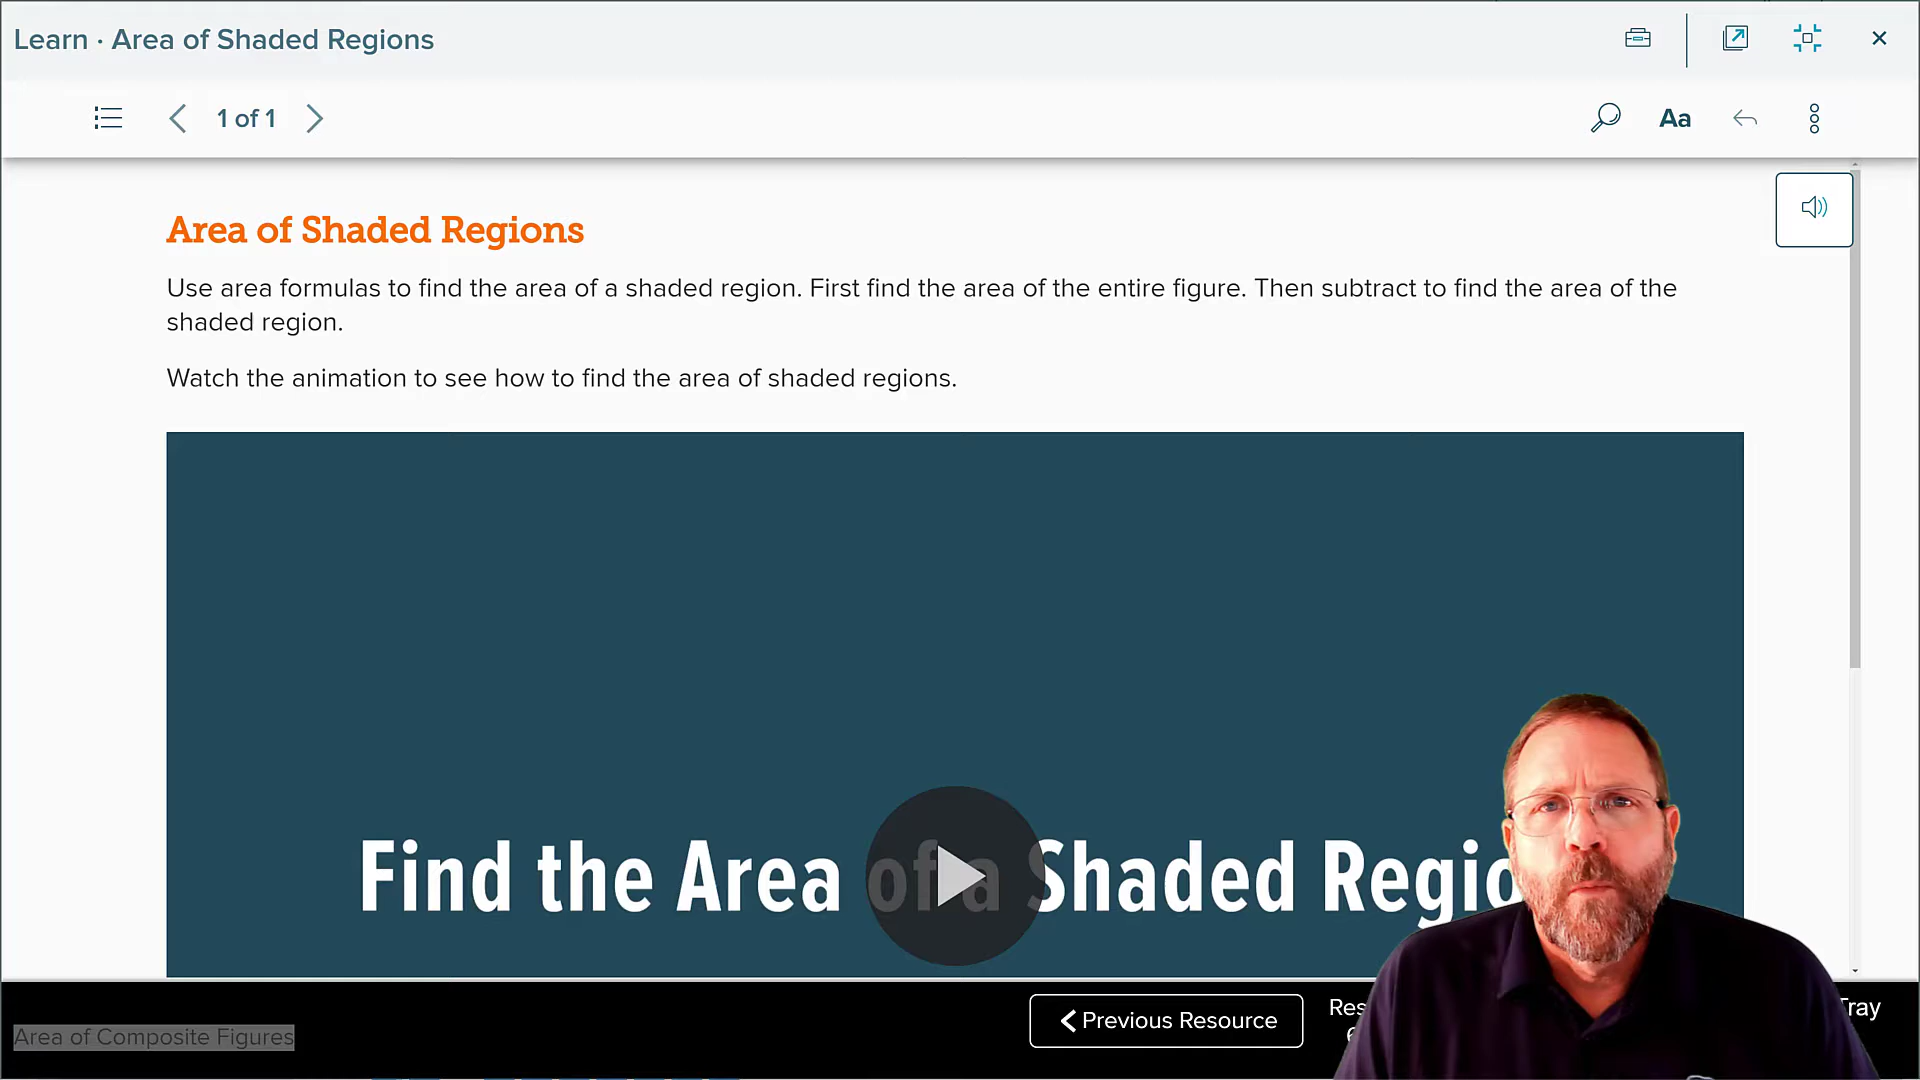 Learn · Area of Shaded Regions
1 of 1
Aa
Area of Shaded Regions
Use area formulas to find the area of a shaded region. First find the area of the entire figure. Then subtract to find the area of the
shaded region.
Watch the animation to see how to find the area of shaded regions.
Find the Area of a Shaded
Previous Resource
Area of Composite Figures